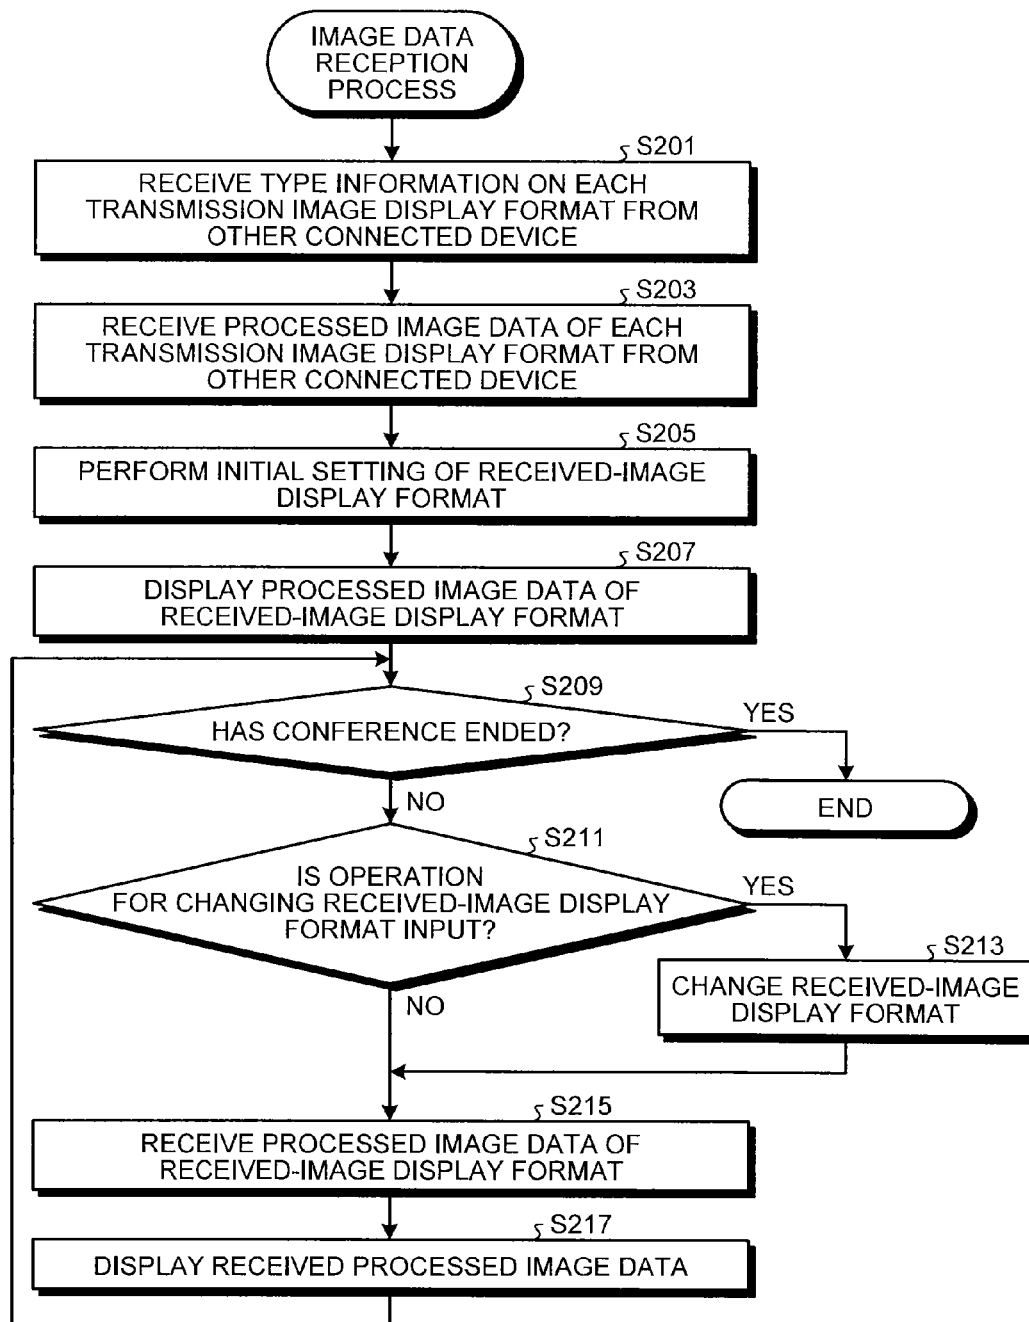 IMAGE DATA
RECEPTION
PROCESS
S201
RECEIVE TYPE INFORMATION ON EACH
TRANSMISSION IMAGE DISPLAY FORMAT FROM
OTHER CONNECTED DEVICE
S203
RECEIVE PROCESSED IMAGE DATA OF EACH
TRANSMISSION IMAGE DISPLAY FORMAT FROM
OTHER CONNECTED DEVICE
S205
PERFORM INITIAL SETTING OF RECEIVED-IMAGE
DISPLAY FORMAT
S207
DISPLAY PROCESSED IMAGE DATA OF
RECEIVED-IMAGE DISPLAY FORMAT
S209
HAS CONFERENCE ENDED?
YES
END
NO
S211
IS OPERATION
FOR CHANGING RECEIVED-IMAGE DISPLAY
FORMAT INPUT?
YES
S213
CHANGE RECEIVED-IMAGE
DISPLAY FORMAT
NO
S215
RECEIVE PROCESSED IMAGE DATA OF
RECEIVED-IMAGE DISPLAY FORMAT
S217
DISPLAY RECEIVED PROCESSED IMAGE DATA